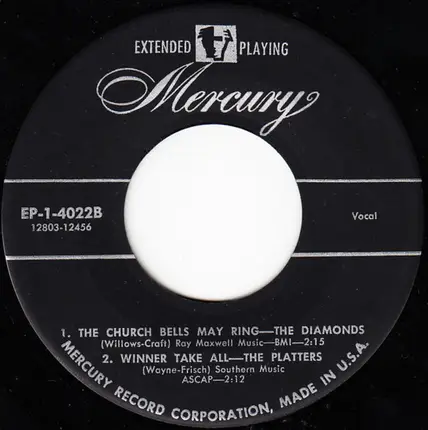 EXTENDED PLAYING
Mercury
EP-1-4022B
12803-12456
Vocal
1. THE CHURCH BELLS MAY RING—THE DIAMONDS
(Willows-Craft) Ray Maxwell Music—BMI—2:15
2. WINNER TAKE ALL—THE PLATTERS
(Wayne-Frisch) Southern Music
ASCAP—2:12
MERCURY RECORD CORPORATION, MADE IN U.S.A.